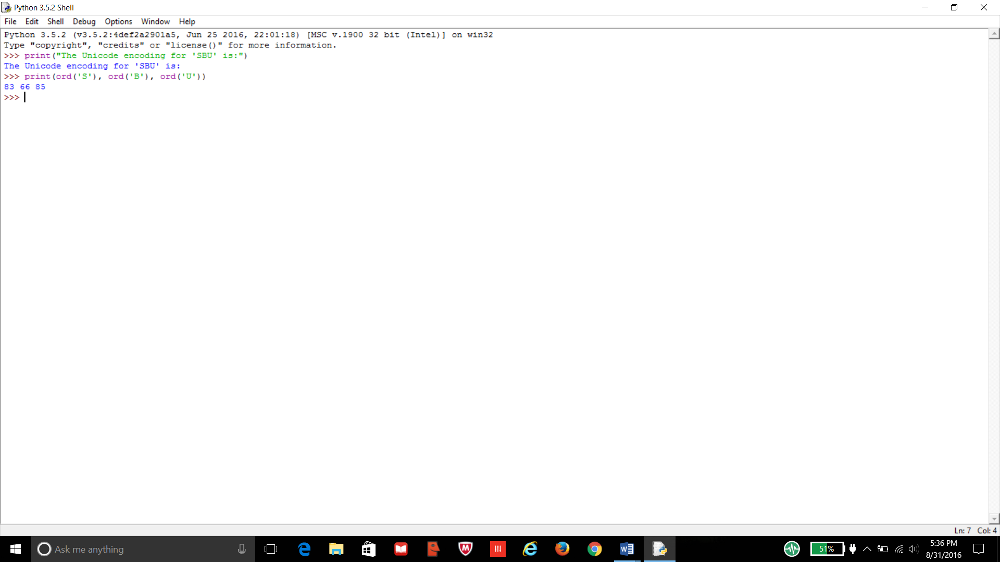 Python 3.5.2 Shell
File Edit Shell Debug Options Window Help
Python 3.5.2 (v3.5.2:4def2a2901a5, Jun 25 2016, 22:01:18) [MSC v.1900 32 bit (Intel)] on win32
Type "copyright", "credits" or "license()" for more information.
>>> print("The Unicode encoding for 'SBU' is:")
The Unicode encoding for 'SBU' is:
>>> print(ord('S'), ord('B'), ord('U'))
83 66 85
>>>
Ln: 7 Col: 4
Ask me anything
51%
5:36 PM
8/31/2016